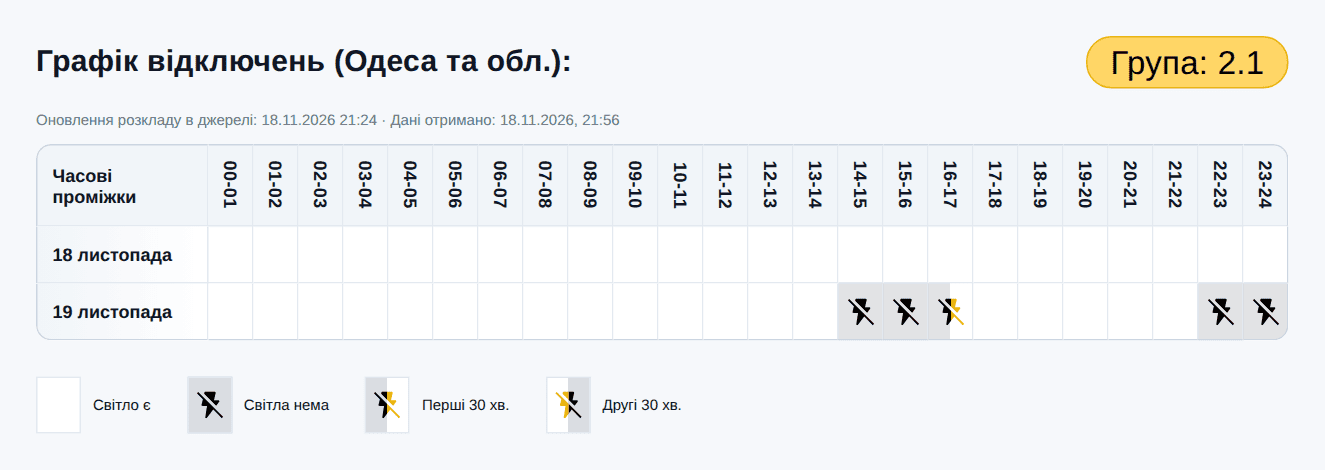 Графік відключень (Одеса та обл.):
Група: 2.1
Оновлення розкладу в джерелі: 18.11.2026 21:24 · Дані отримано: 18.11.2026, 21:56
Часові
проміжки
00-01
01-02
02-03
03-04
04-05
05-06
06-07
07-08
08-09
09-10
10-11
11-12
12-13
13-14
14-15
15-16
16-17
17-18
18-19
19-20
20-21
21-22
22-23
23-24
18 листопада
19 листопада
Світло є
Світла нема
Перші 30 хв.
Другі 30 хв.